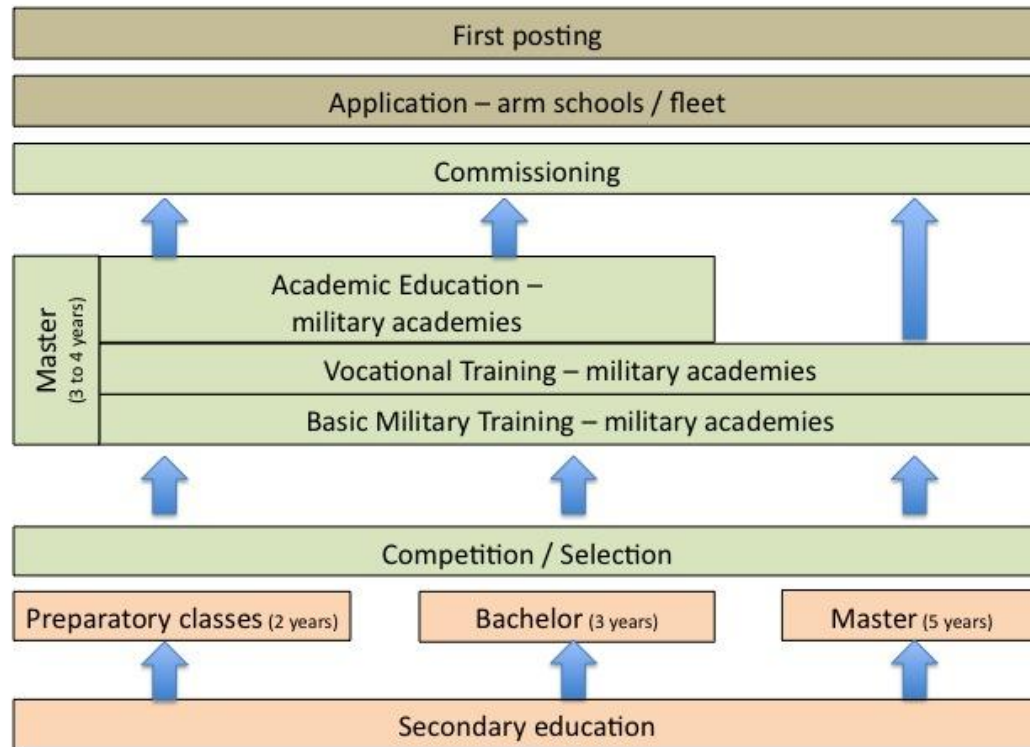 First posting
Application – arm schools / fleet
Commissioning
Master
(3 to 4 years)
Academic Education –
military academies
Vocational Training – military academies
Basic Military Training – military academies
Competition / Selection
Preparatory classes (2 years)
Bachelor (3 years)
Master (5 years)
Secondary education